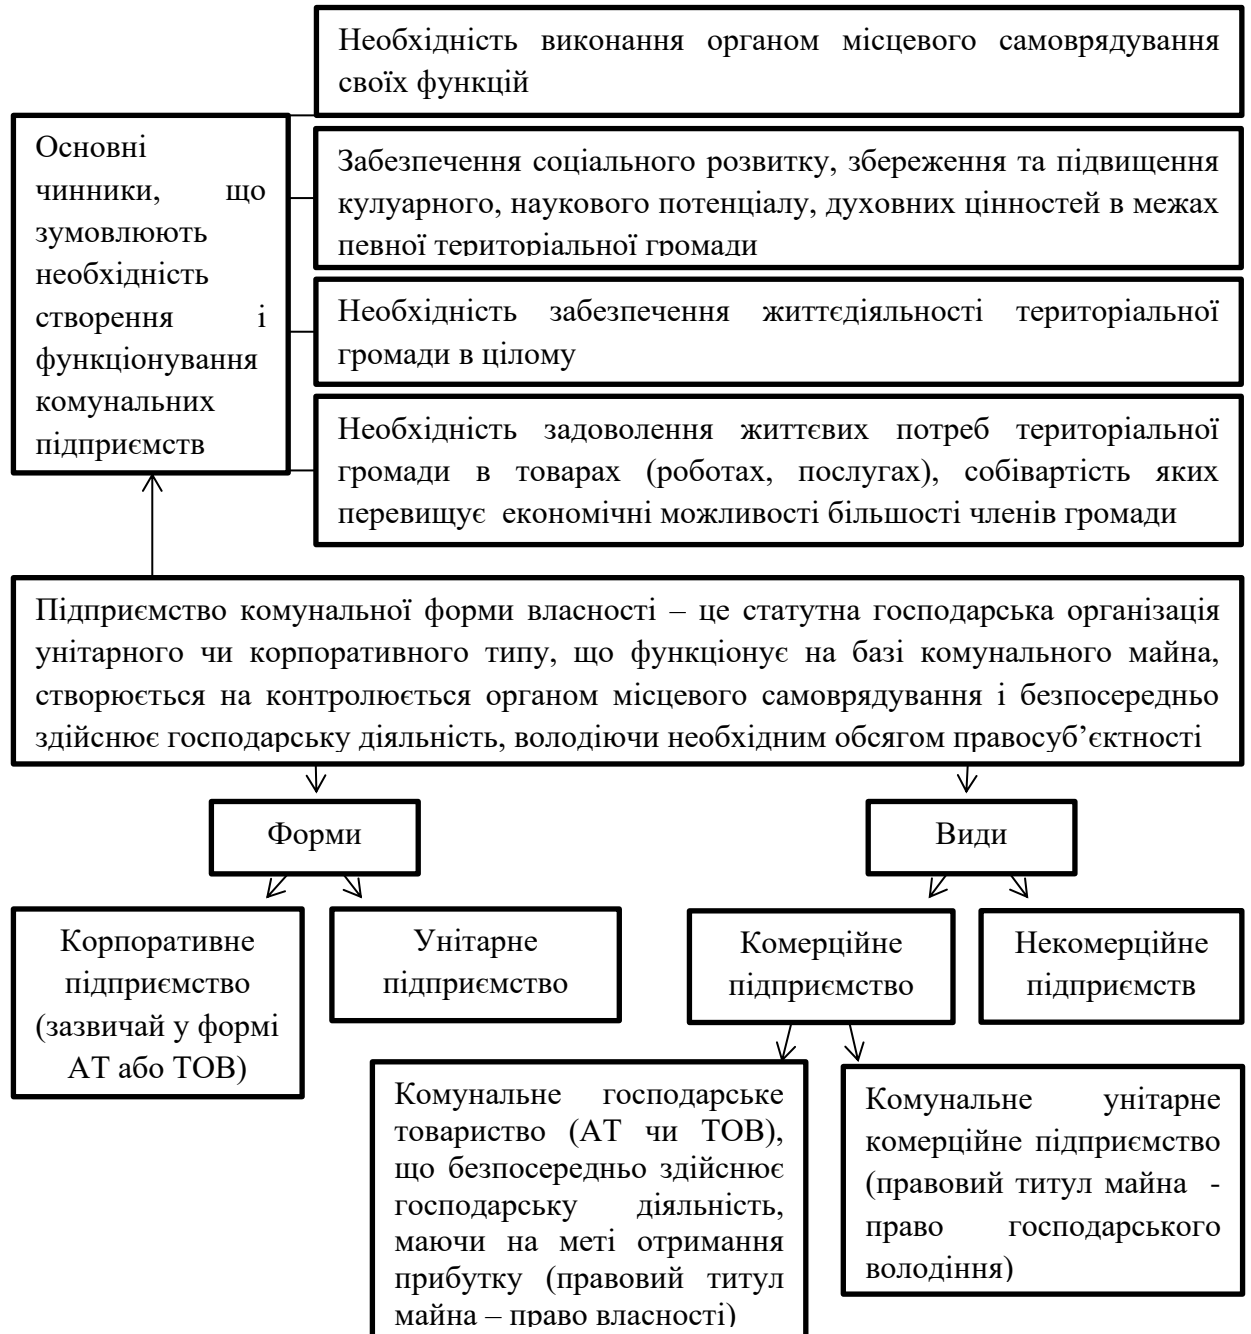 Необхідність виконання органом місцевого самоврядування
своїх функцій
Основні
чинники, що
зумовлюють
необхідність
створення і
функціонування
комунальних
підприємств
Забезпечення соціального розвитку, збереження та підвищення
кулуарного, наукового потенціалу, духовних цінностей в межах
певної територіальної громади
Необхідність забезпечення життєдіяльності територіальної
громади в цілому
Необхідність задоволення життєвих потреб територіальної
громади в товарах (роботах, послугах), собівартість яких
перевищує економічні можливості більшості членів громади
Підприємство комунальної форми власності – це статутна господарська організація
унітарного чи корпоративного типу, що функціонує на базі комунального майна,
створюється на контролюється органом місцевого самоврядування і безпосередньо
здійснює господарську діяльність, володіючи необхідним обсягом правосуб’єктності
Форми
Види
Корпоративне
підприємство
(зазвичай у формі
АТ або ТОВ)
Унітарне
підприємство
Комерційне
підприємство
Некомерційне
підприємств
Комунальне господарське
товариство (АТ чи ТОВ),
що безпосередньо здійснює
господарську діяльність,
маючи на меті отримання
прибутку (правовий титул
майна – право власності)
Комунальне унітарне
комерційне підприємство
(правовий титул майна -
право господарського
володіння)